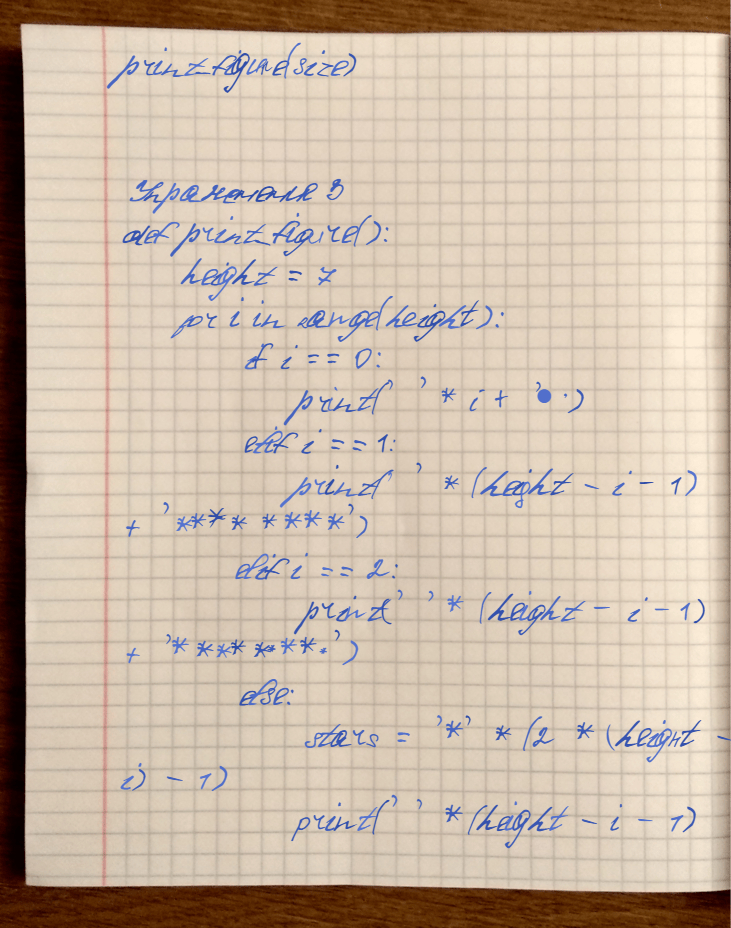 print_figure(size)
Упражнения 3
def print_figure():
height = 7
for i in range(height):
if i == 0:
print(' ' * i + '● .)
elif i == 1:
print(' ' * (height - i - 1)
+ '**** ****')
elif i == 2:
print(' ' * (height - i - 1)
+ '* **** **.')
else:
stars = '*' * (2 * (height -
i) - 1)
print(' ' * (height - i - 1)